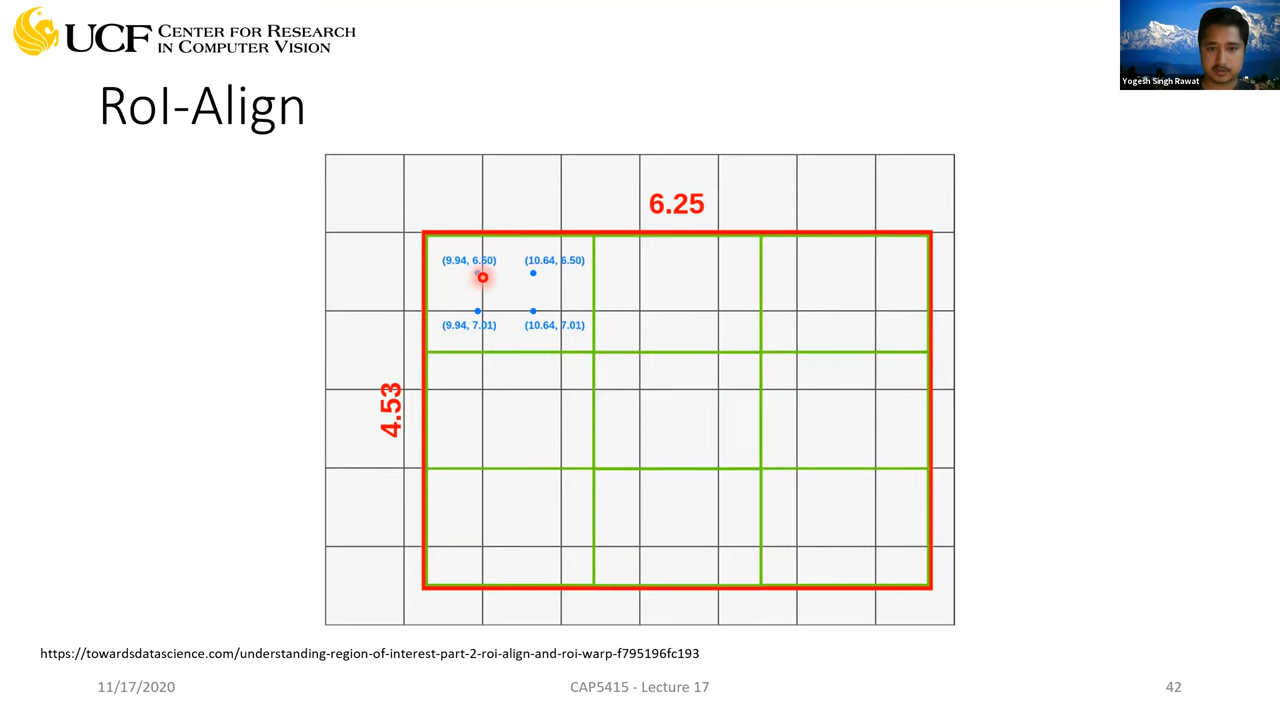 UCF CENTER FOR RESEARCH
IN COMPUTER VISION
Yogesh Singh Rawat
RoI-Align
6.25
(9.94, 6.50) (10.64, 6.50)
(9.94, 7.01) (10.64, 7.01)
4.53
https://towardsdatascience.com/understanding-region-of-interest-part-2-roi-align-and-roi-warp-f795196fc193
11/17/2020 CAP5415 - Lecture 17 42